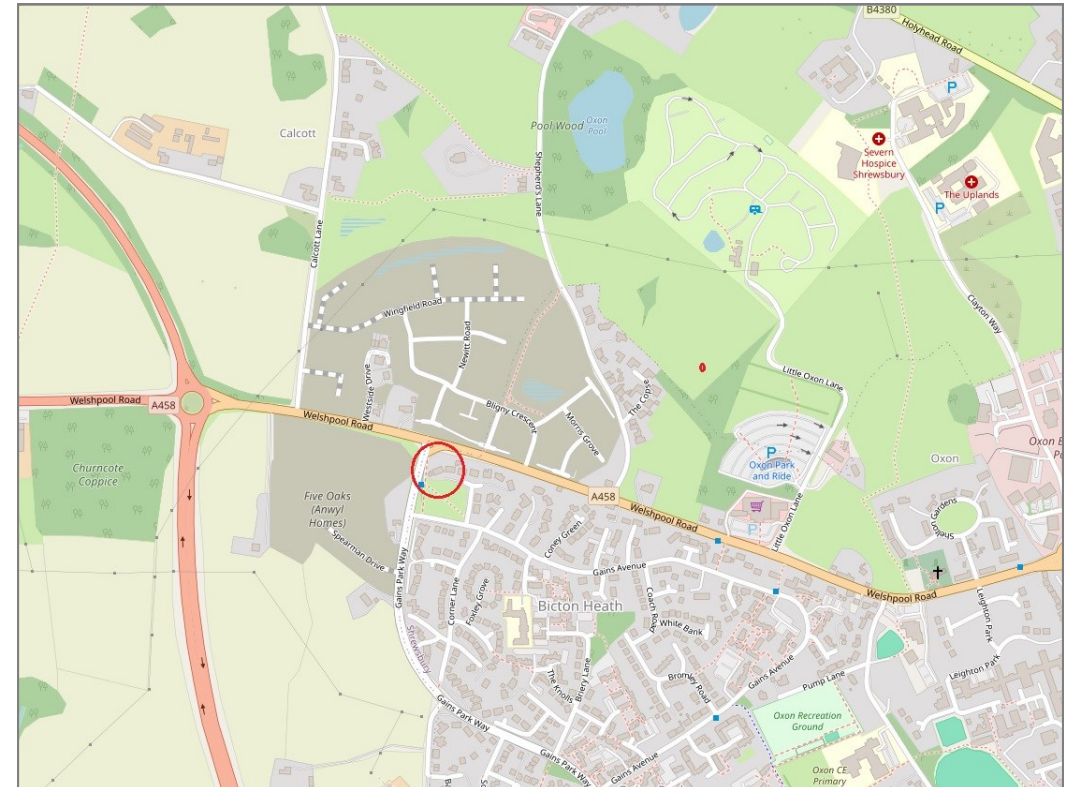 B4380
Holyhead Road
Calcott
Pool Wood
Oxon
Pool
Severn
Hospice
Shrewsbury
P
The Uplands
P
Shepherd's Lane
Calcott Lane
Wingfield Road
Newitt Road
Westside Drive
Clayton Way
Little Oxon Lane
The Copse
Bligny Crescent
Morris Grove
Welshpool Road
A458
Welshpool Road
P
Oxon Park
and Ride
Oxon
Churncote
Coppice
Five Oaks
(Anwyl
Homes)
A458
Welshpool Road
P
Little Oxon Lane
Shelton
Gardens
Spearman Drive
Coney Green
Gains Avenue
Gains Park Way
Corner Lane
Foxley Grove
Bicton Heath
Coach Road
White Bank
Welshpool Road
Leighton Park
Shrewsbury
The Knolls
Briery Lane
Bromley Road
Gains Avenue
Pump Lane
Leighton Park
Gains Park Way
Oxon Recreation
Ground
Gains Park Way
Gains Avenue
Oxon CE
Primary